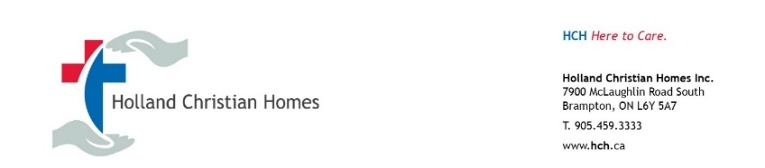 Holland Christian Homes
HCH Here to Care.
Holland Christian Homes Inc.
7900 McLaughlin Road South
Brampton, ON L6Y 5A7
T. 905.459.3333
www.hch.ca